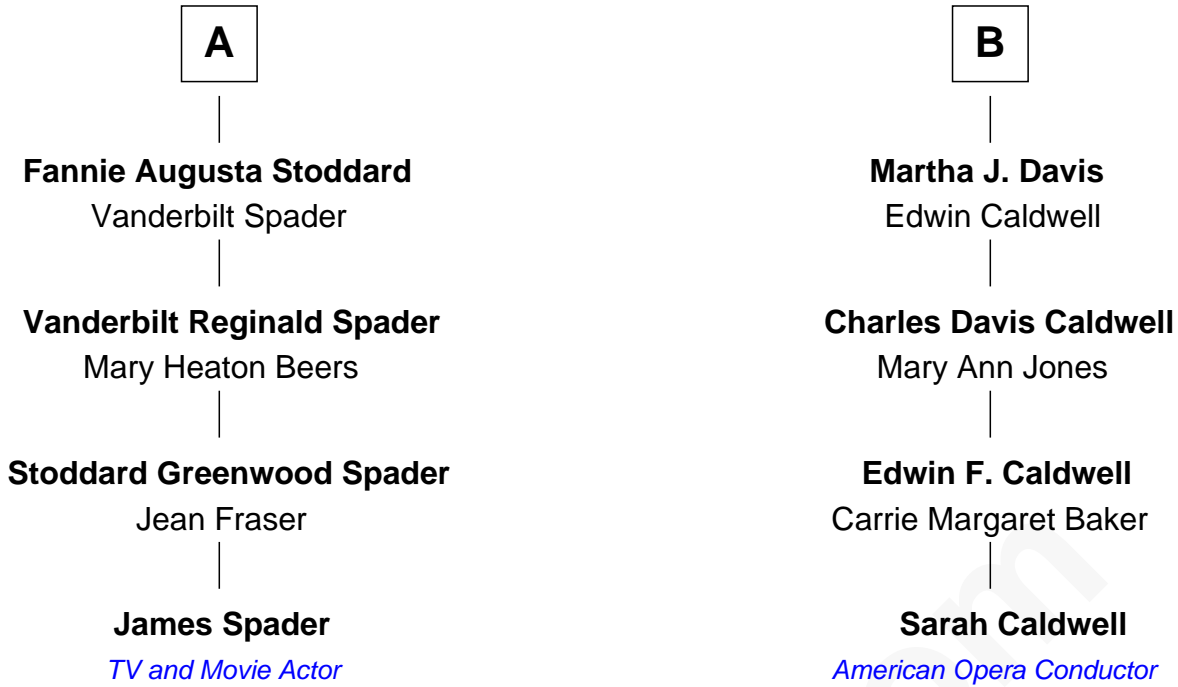 A
Fannie Augusta Stoddard
Vanderbilt Spader
Vanderbilt Reginald Spader
Mary Heaton Beers
Stoddard Greenwood Spader
Jean Fraser
James Spader
TV and Movie Actor
B
Martha J. Davis
Edwin Caldwell
Charles Davis Caldwell
Mary Ann Jones
Edwin F. Caldwell
Carrie Margaret Baker
Sarah Caldwell
American Opera Conductor